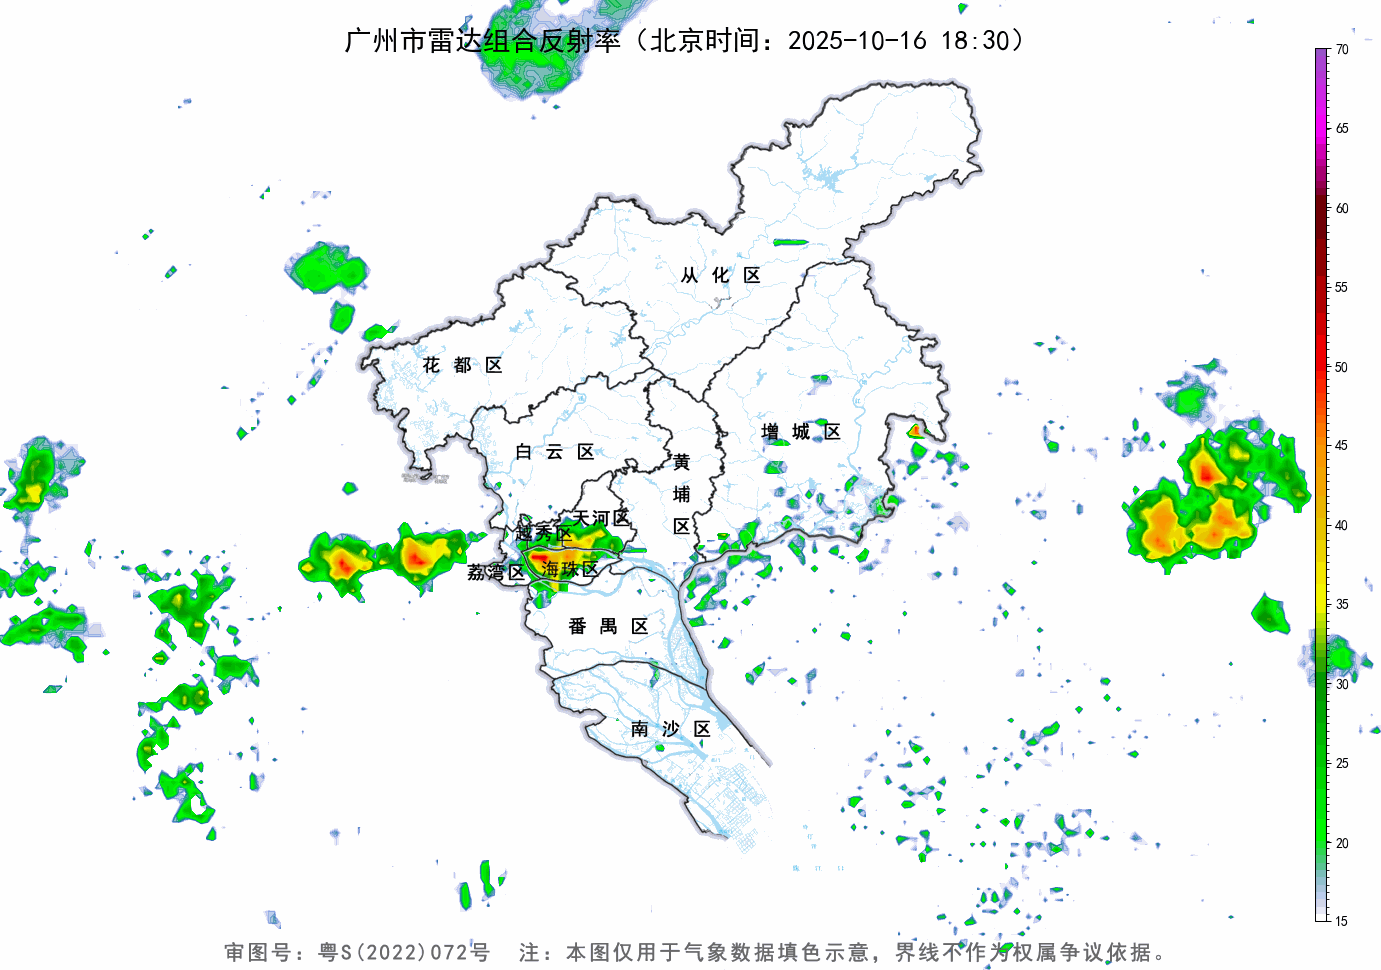 广州市雷达组合反射率（北京时间：2025-10-16 18:30）
70
65
60
55
50
45
40
35
30
25
20
15
从化区
花都区
增城区
白云区
黄埔区
天河区
越秀区
海珠区
荔湾区
番禺区
南沙区
审图号：粤S(2022)072号 注：本图仅用于气象数据填色示意，界线不作为权属争议依据。